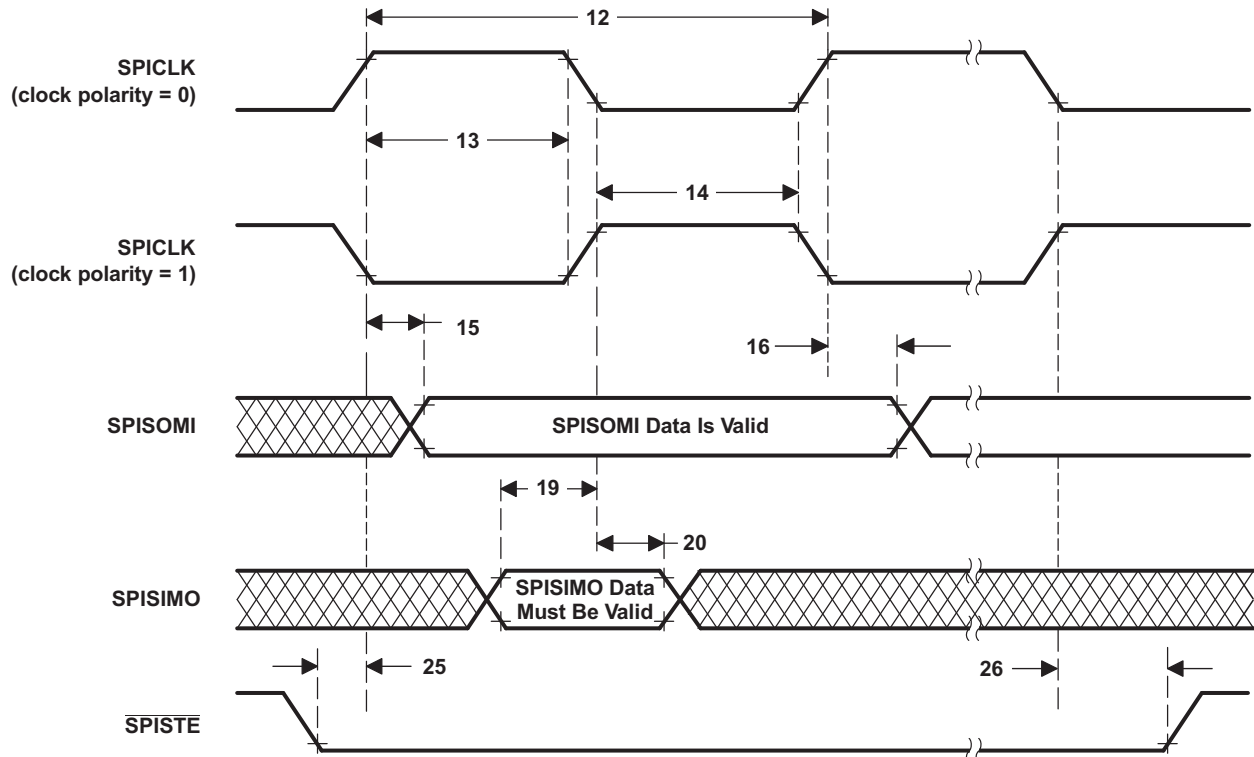 12
SPICLK
(clock polarity = 0)
13
14
SPICLK
(clock polarity = 1)
15
16
SPISOMI
SPISOMI Data Is Valid
19
20
SPISIMO
SPISIMO Data
Must Be Valid
25
26
SPISTE